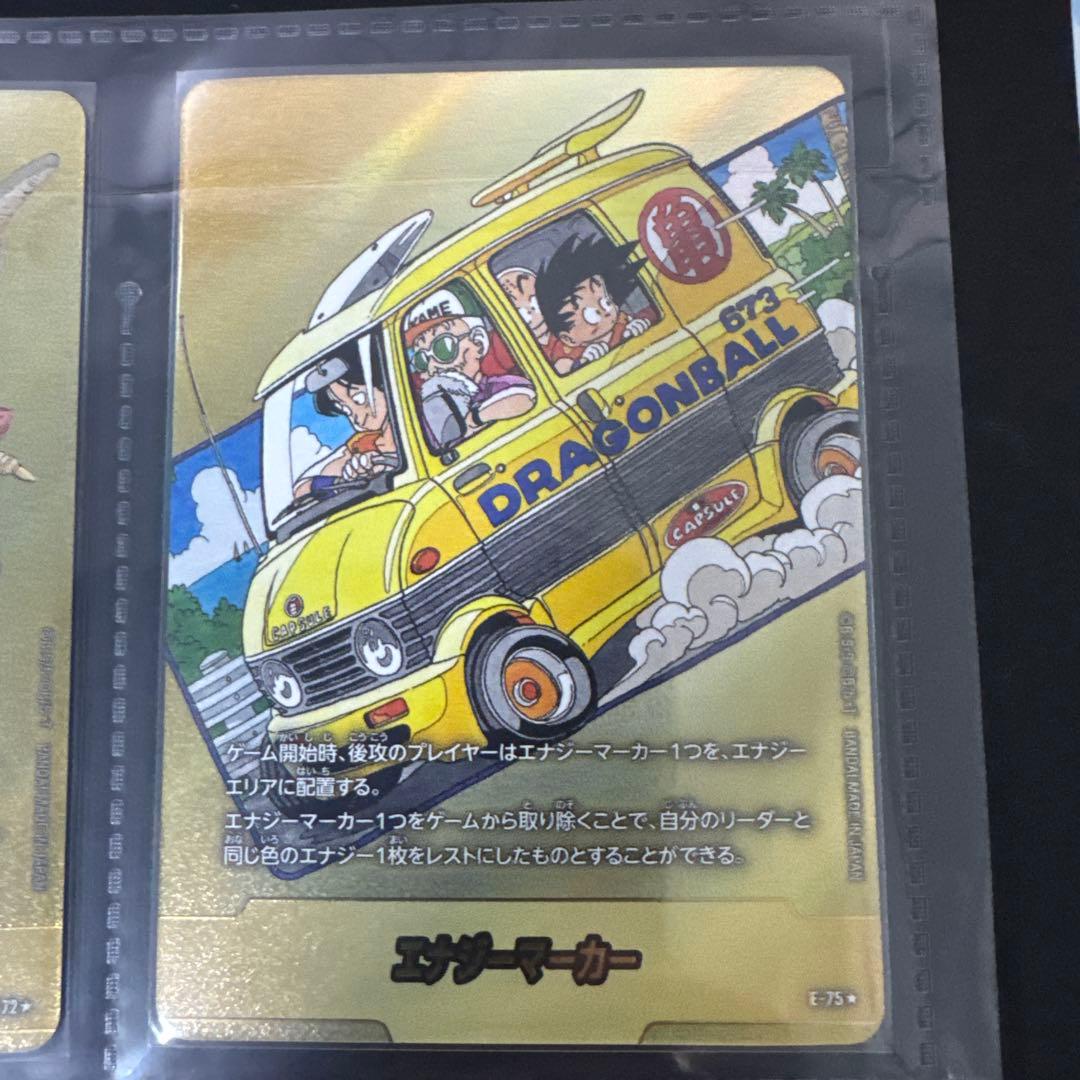 KAME
亀
673
DRAGONBALL
CAPSULE
CAPSULE
ゲーム開始時、後攻のプレイヤーはエナジーマーカー1つを、エナジー
エリアに配置する。
エナジーマーカー1つをゲームから取り除くことで、自分のリーダーと
同じ色のエナジー1枚をレストにしたものとすることができる。
エナジーマーカー
E-75★
BANDAI MADE IN JAPAN
72★